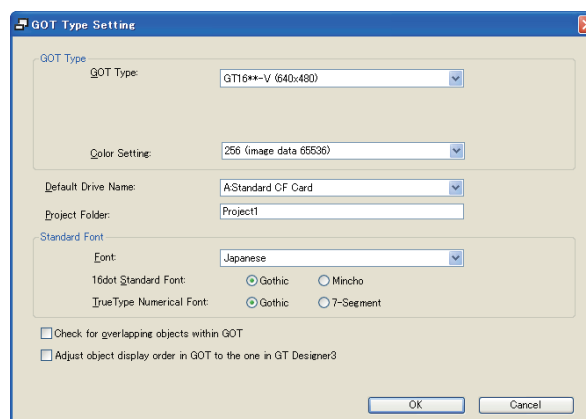 GOT Type Setting
GOT Type
GOT Type: GT16**-V (640x480)
Color Setting: 256 (image data 65536)
Default Drive Name: A:Standard CF Card
Project Folder: Project1
Standard Font
Font: Japanese
16dot Standard Font: Gothic Mincho
TrueType Numerical Font: Gothic 7-Segment
Check for overlapping objects within GOT
Adjust object display order in GOT to the one in GT Designer3
OK Cancel